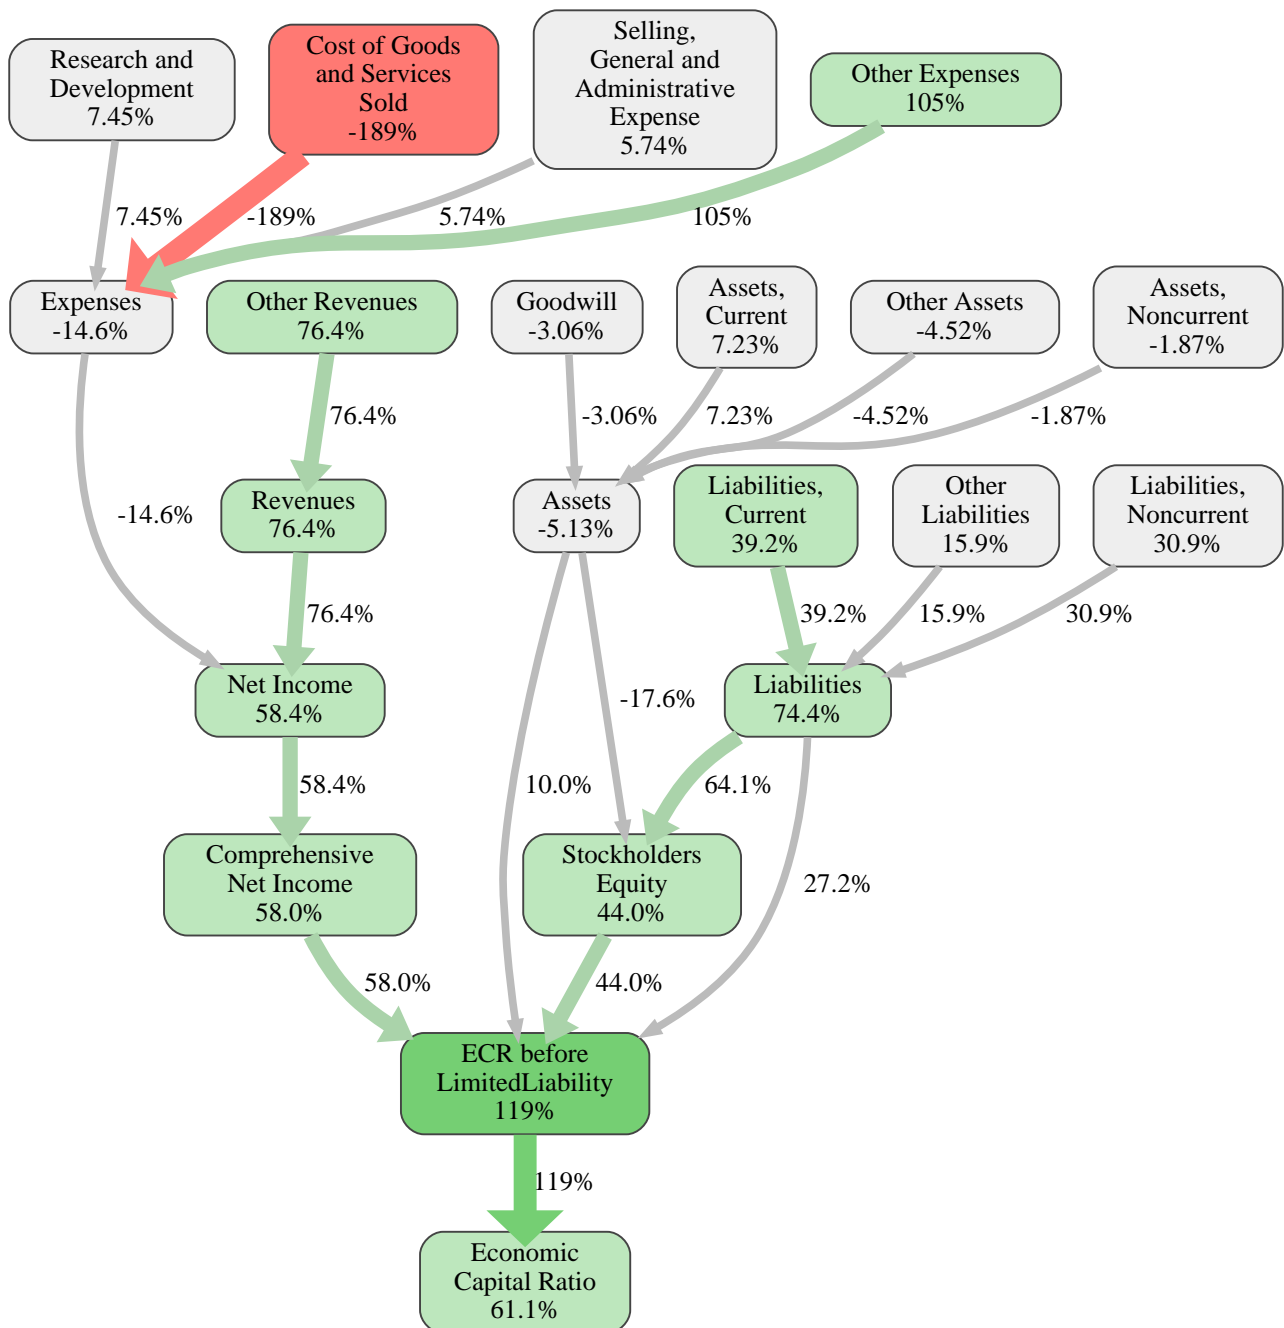 Research and
Development
7.45%
Cost of Goods
and Services
Sold
-189%
Selling,
General and
Administrative
Expense
5.74%
Other Expenses
105%
7.45%
-189%
5.74%
105%
Expenses
-14.6%
Other Revenues
76.4%
Goodwill
-3.06%
Assets,
Current
7.23%
Other Assets
-4.52%
Assets,
Noncurrent
-1.87%
76.4%
-3.06%
7.23%
-4.52%
-1.87%
-14.6%
Revenues
76.4%
Assets
-5.13%
Liabilities,
Current
39.2%
Other
Liabilities
15.9%
Liabilities,
Noncurrent
30.9%
76.4%
39.2%
15.9%
30.9%
Net Income
58.4%
-17.6%
Liabilities
74.4%
58.4%
10.0%
64.1%
Comprehensive
Net Income
58.0%
Stockholders
Equity
44.0%
27.2%
58.0%
44.0%
ECR before
LimitedLiability
119%
119%
Economic
Capital Ratio
61.1%